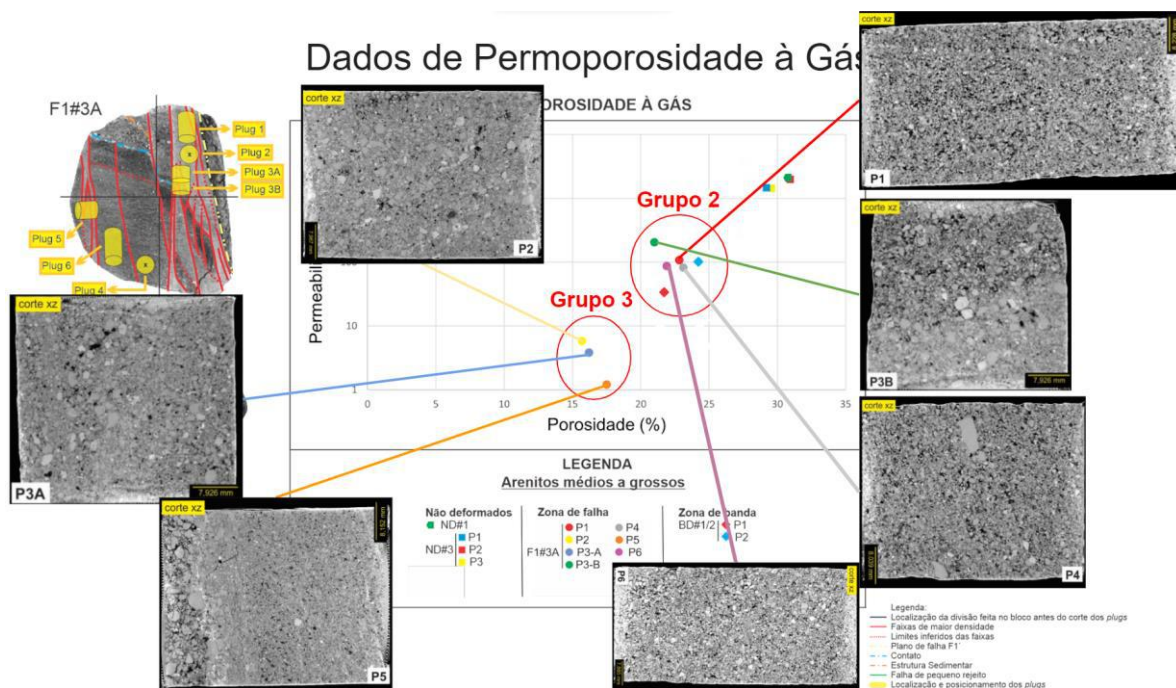 Dados de Permoporosidade à Gás
F1#3A
Plug 1
Plug 2
Plug 3A
Plug 3B
Plug 5
Plug 6
Plug 4
corte xz
P2
OROSIDADE À GÁS
corte xz
P1
Grupo 2
Grupo 3
Permeabil
10
1
0
5
10
15
20
25
30
35
Porosidade (%)
corte xz
P3A
7,926 mm
P3B
7,926 mm
corte xz
P4
8,039 mm
corte xz
8,152 mm
P5
P6
corte xz
LEGENDA
Arenitos médios a grossos
Não deformados
ND#1
ND#3
P1
P2
P3
Zona de falha
F1#3A
P1
P2
P3-A
P3-B
P4
P5
P6
Zona de banda
BD#1/2
P1
P2
Legenda:
Localização da divisão feita no bloco antes do corte dos plugs
Faixas de maior densidade
Limites inferidos das faixas
Plano de falha F1´
Contato
Estrutura Sedimentar
Falha de pequeno rejeito
Localização e posicionamento dos plugs